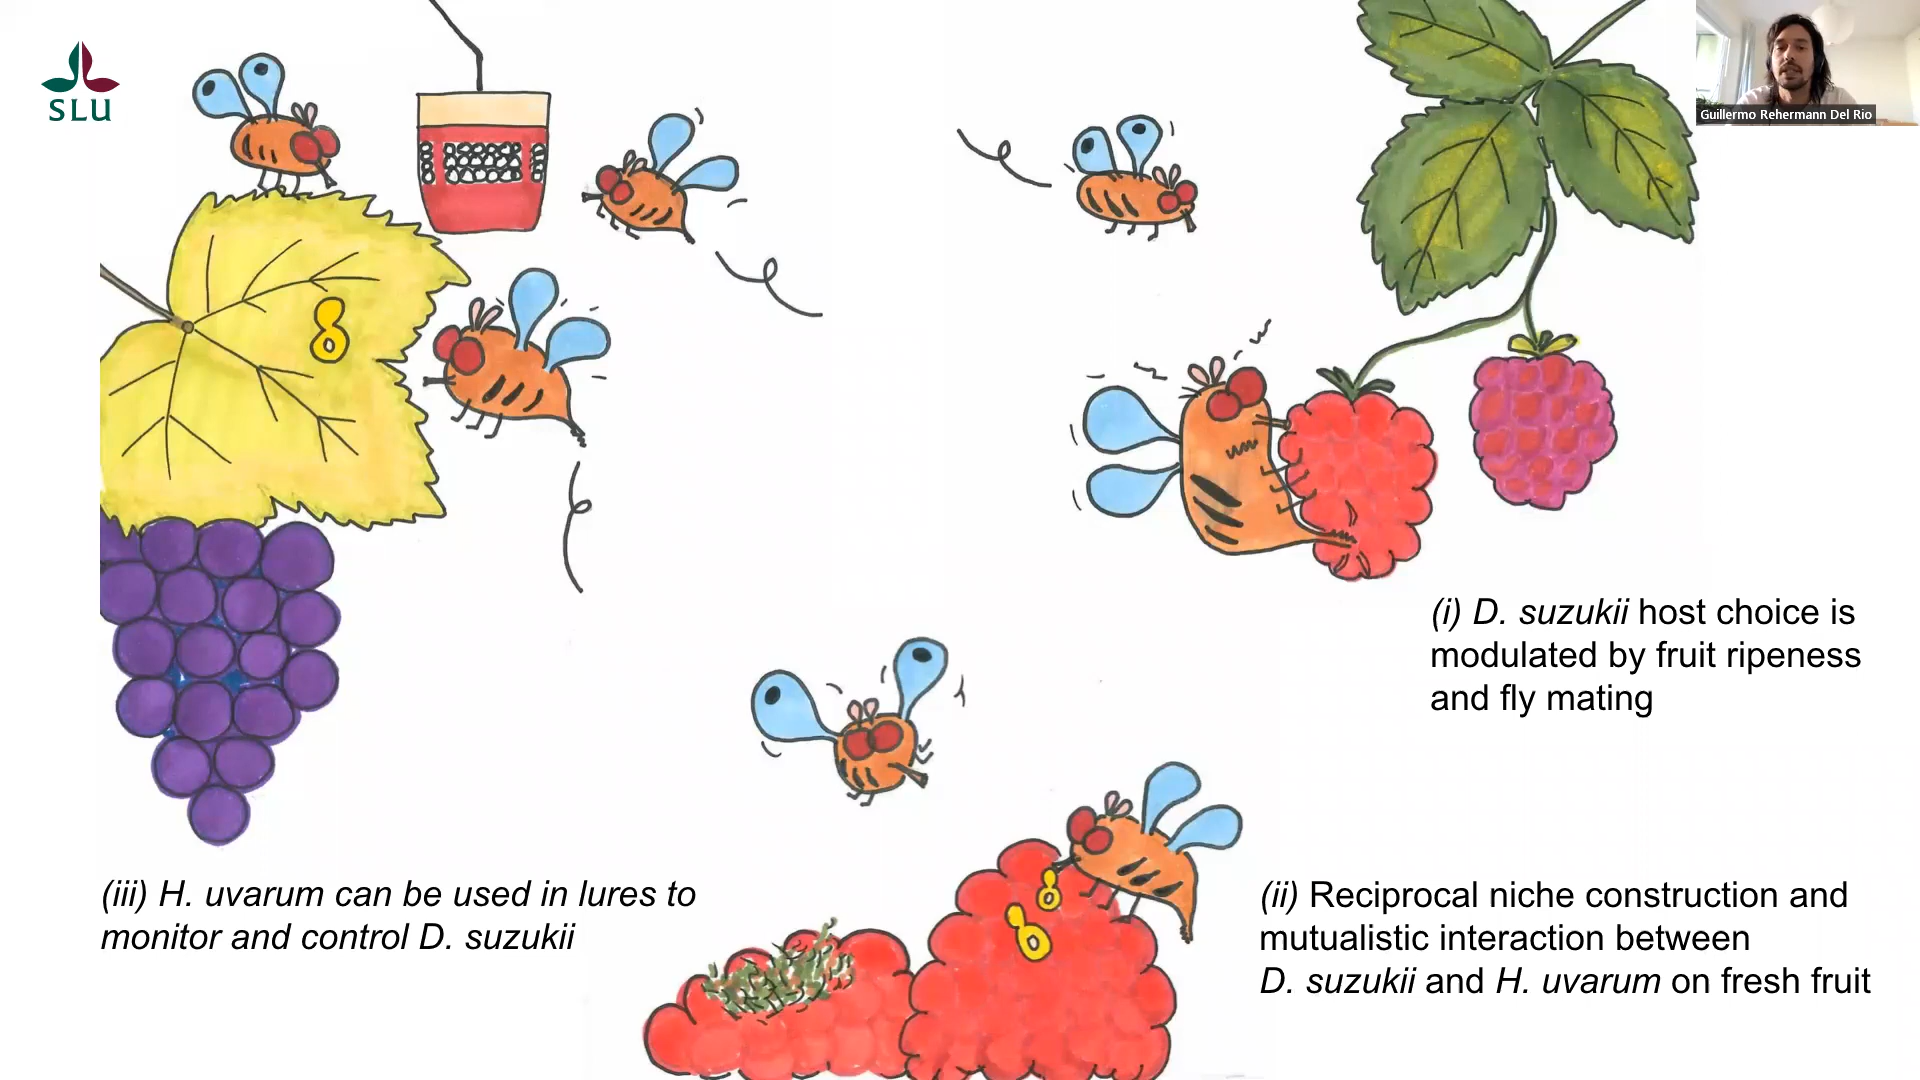 SLU
Guillermo Rehermann Del Rio
(i) D. suzukii host choice is
modulated by fruit ripeness
and fly mating
(iii) H. uvarum can be used in lures to
monitor and control D. suzukii
(ii) Reciprocal niche construction and
mutualistic interaction between
D. suzukii and H. uvarum on fresh fruit